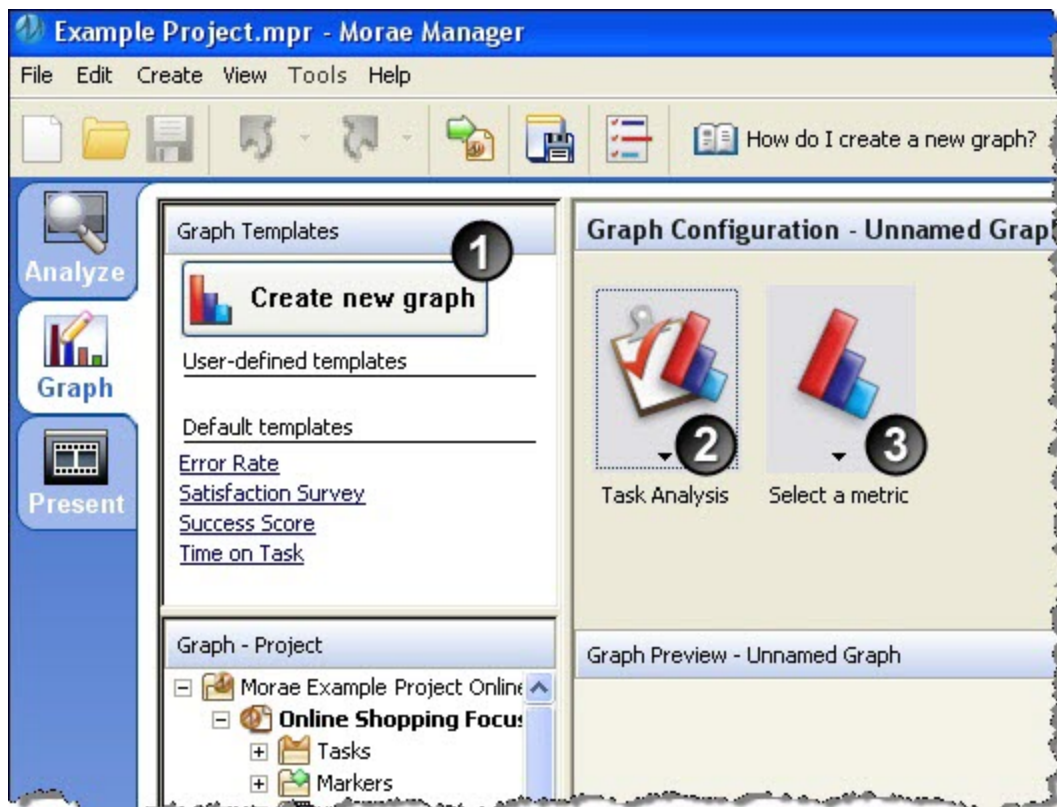 Example Project.mpr - Morae Manager
File Edit Create View Tools Help
How do I create a new graph?
Analyze
Graph
Present
Graph Templates
1
Create new graph
User-defined templates
Default templates
Error Rate
Satisfaction Survey
Success Score
Time on Task
Graph Configuration - Unnamed Grap
2
3
Task Analysis
Select a metric
Graph - Project
Morae Example Project Online
Online Shopping Focus
Tasks
Markers
Graph Preview - Unnamed Graph